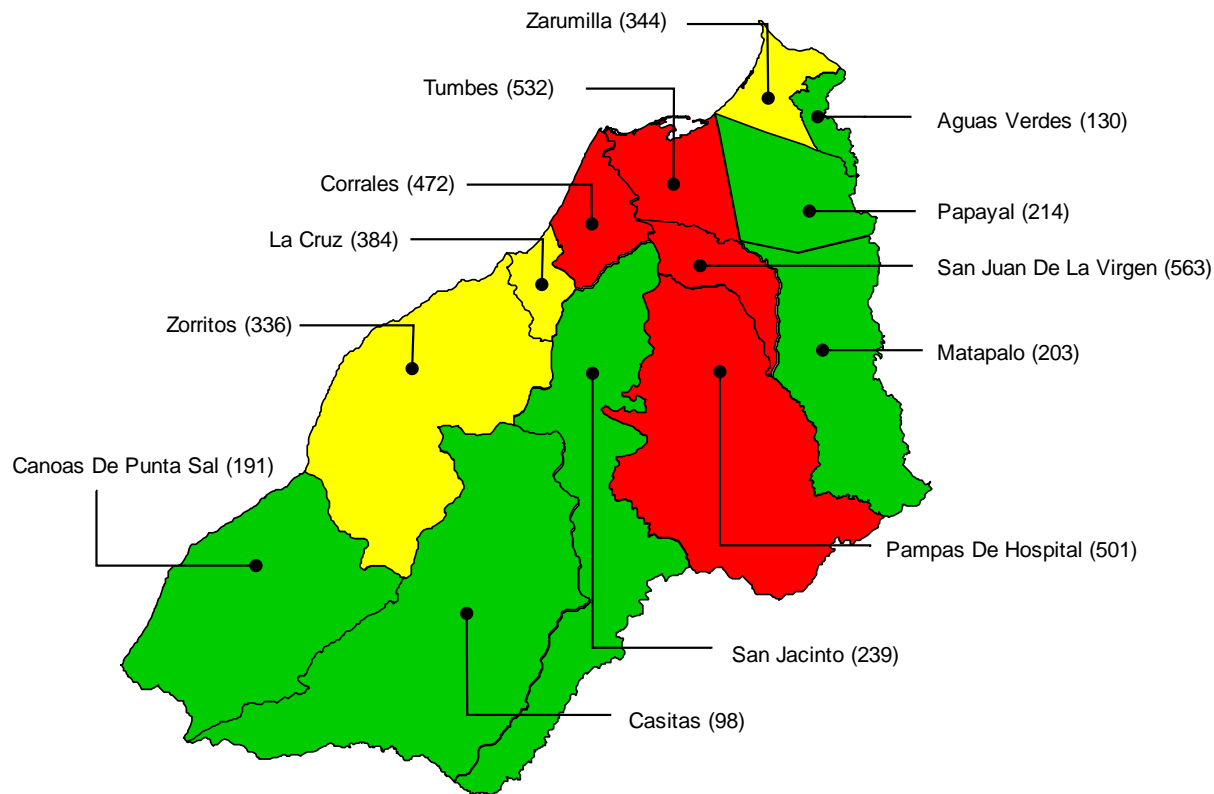 Zarumilla (344)
Tumbes (532)
Aguas Verdes (130)
Corrales (472)
Papayal (214)
La Cruz (384)
San Juan De La Virgen (563)
Zorritos (336)
Matapalo (203)
Canoas De Punta Sal (191)
Pampas De Hospital (501)
San Jacinto (239)
Casitas (98)